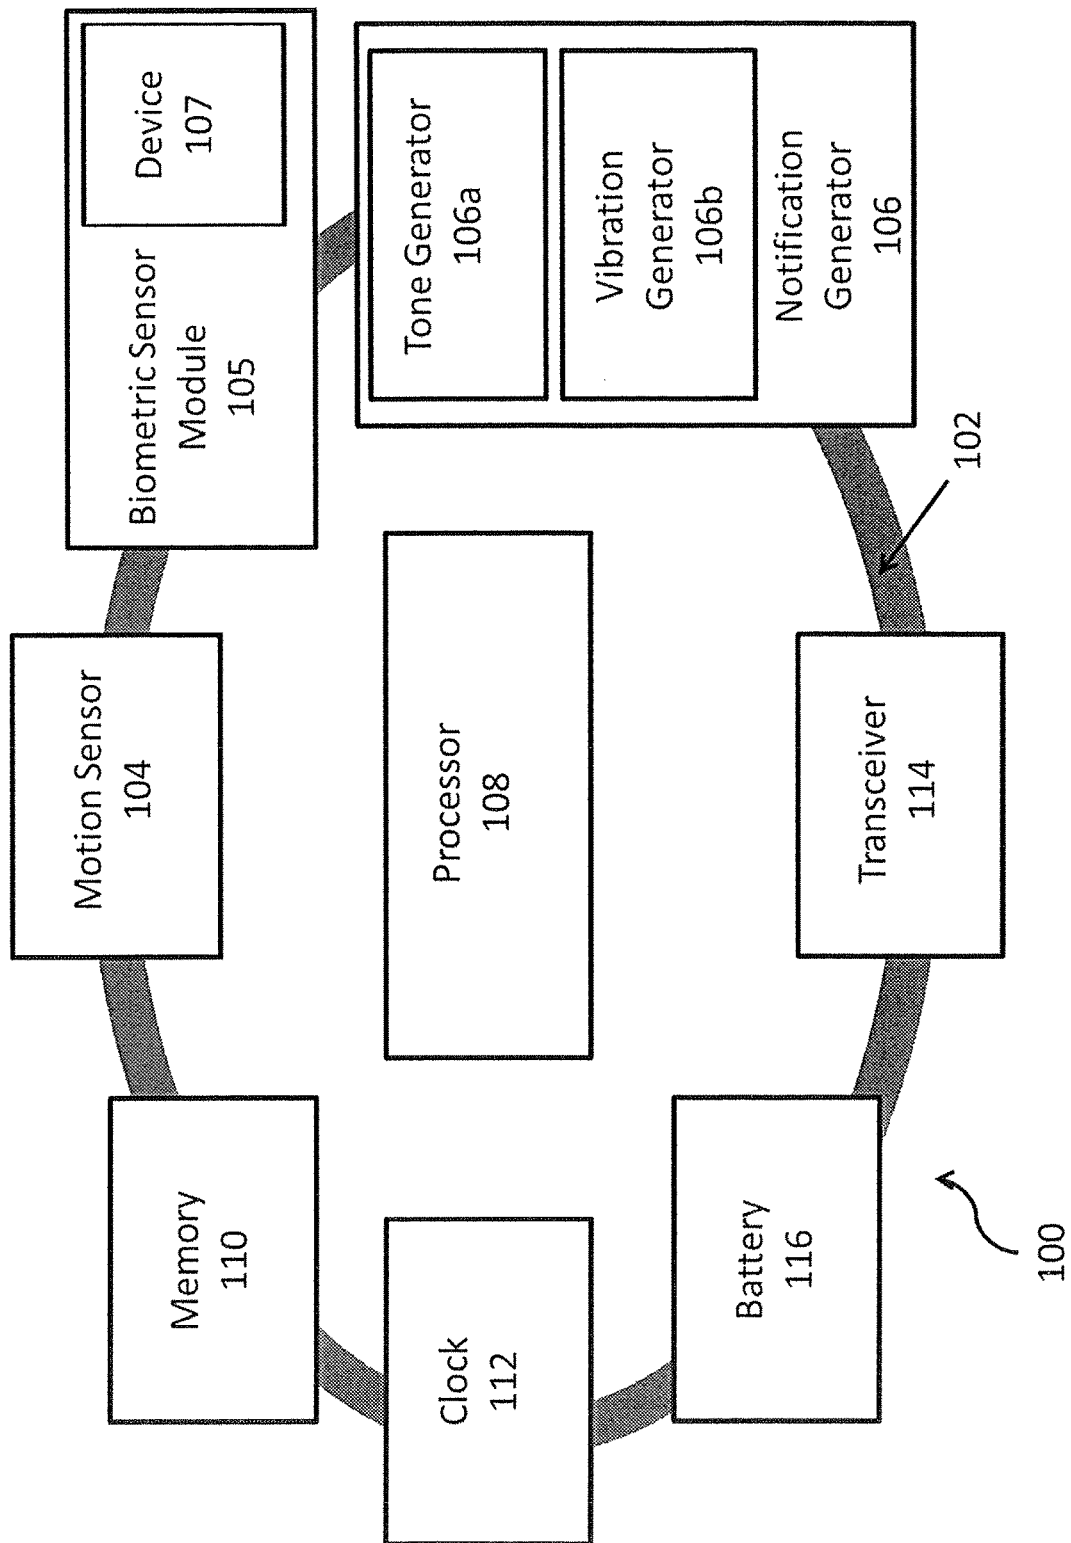 Memory
110
Motion Sensor
104
Biometric Sensor
Module
105
Device
107
Clock
112
Processor
108
Tone Generator
106a
Vibration
Generator
106b
Notification
Generator
106
Battery
116
Transceiver
114
102
100